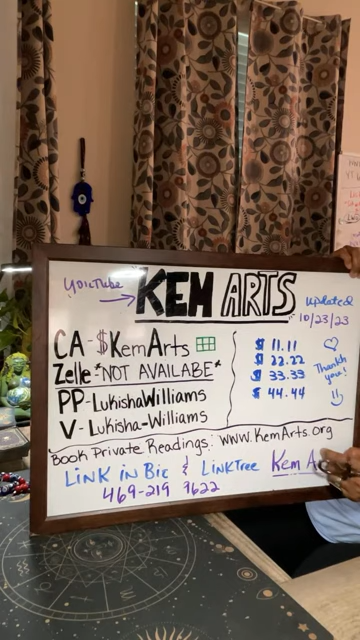 YouTube → KEM ARTS
updated 10/23/23
CA - $KemArts
Zelle *NOT AVAILABE*
PP - LukishaWilliams
V - Lukisha-Williams
$ 11.11
$ 22.22
$ 33.33
$ 44.44
Thank you!
Book Private Readings: www.KemArts.org
Link in Bio & LinkTree Kem
469-219 7622